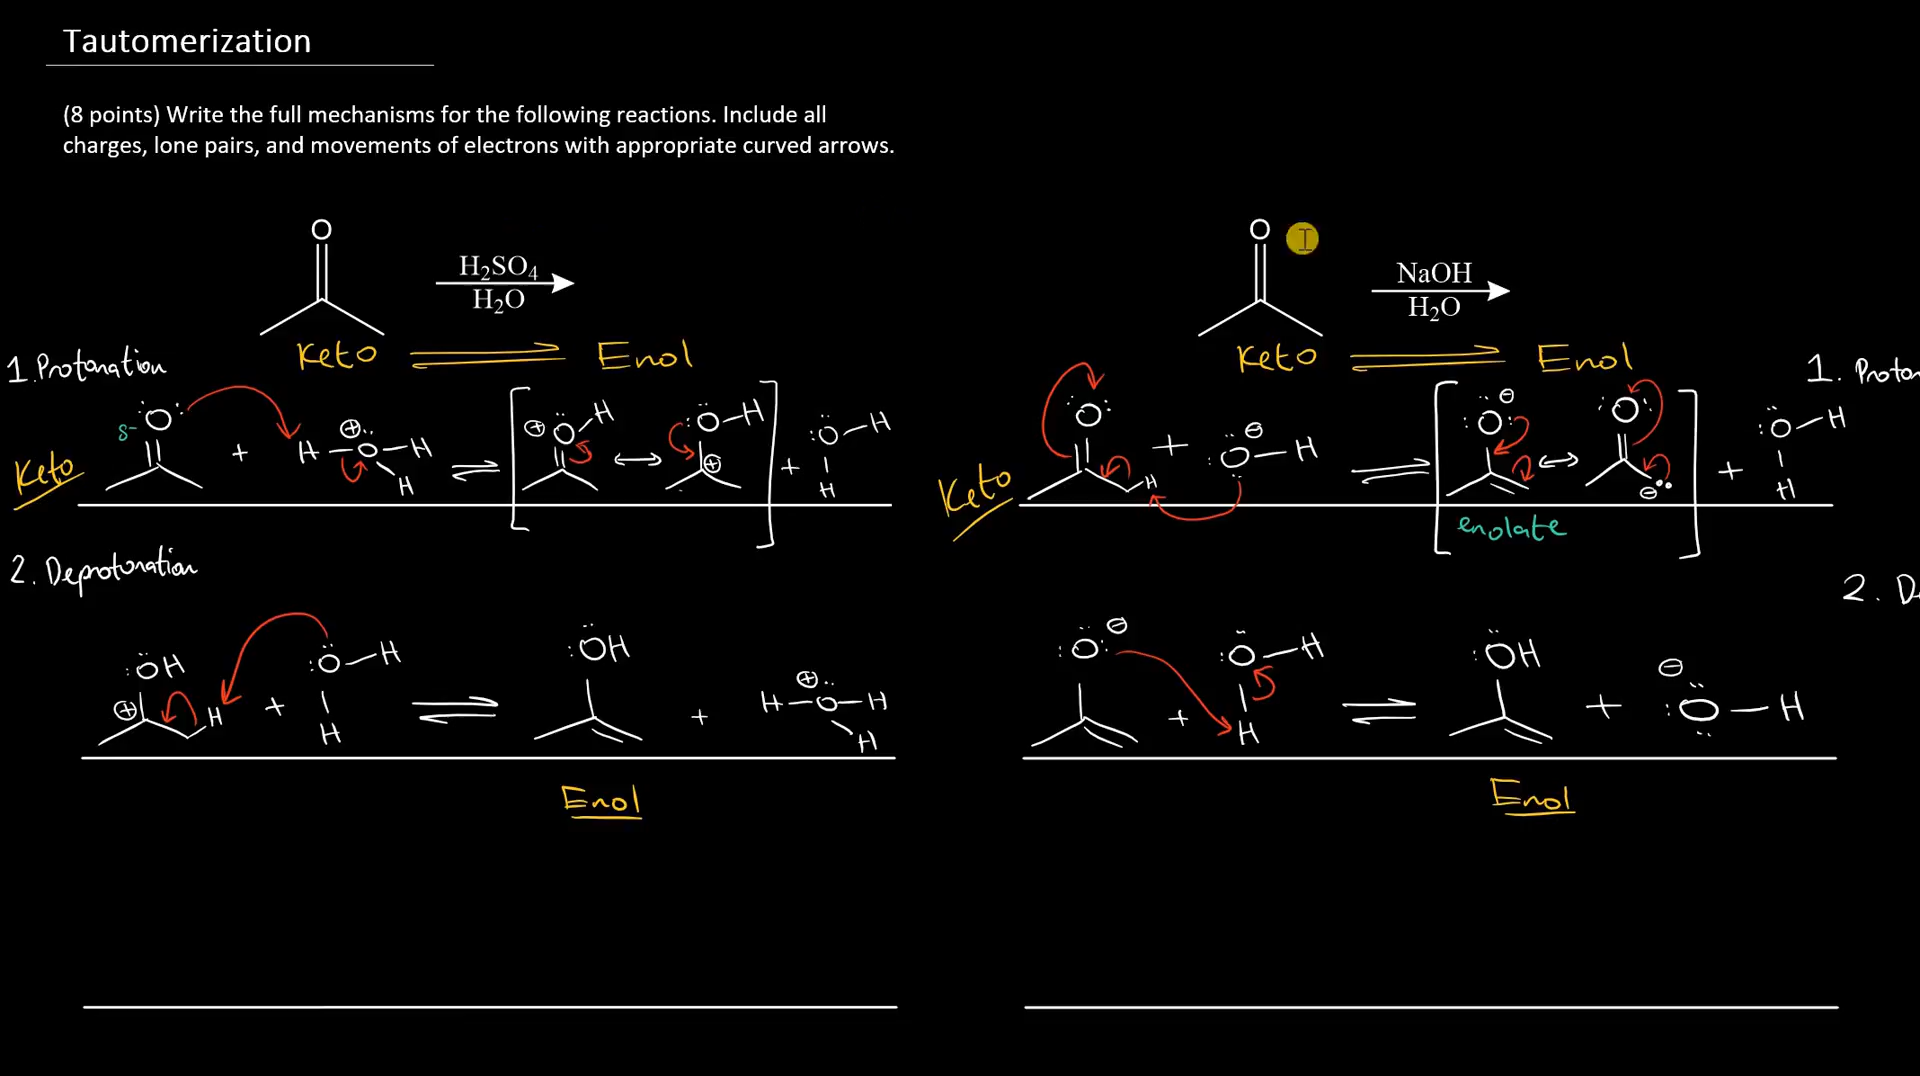 Tautomerization
(8 points) Write the full mechanisms for the following reactions. Include all
charges, lone pairs, and movements of electrons with appropriate curved arrows.
O
H₂SO₄
H₂O
Keto ⇌ Enol
1. Protonation
Keto
δ- :O: + H–O⊕–H
H
⊕ O–H ↔ :O–H ⊕ + :O–H
H
2. Deprotonation
:OH ⊕ H + :O–H
H
⇌ :OH + H–O⊕–H
H
Enol
O
NaOH
H₂O
Keto ⇌ Enol
1. Proton
Keto
:O: H + :O⊖–H ⇌ :O:⊖ ↔ :O: ⊖ + :O–H
H
enolate
2. D
:O:⊖ + :O–H
H
⇌ :OH + ⊖ :O–H
Enol